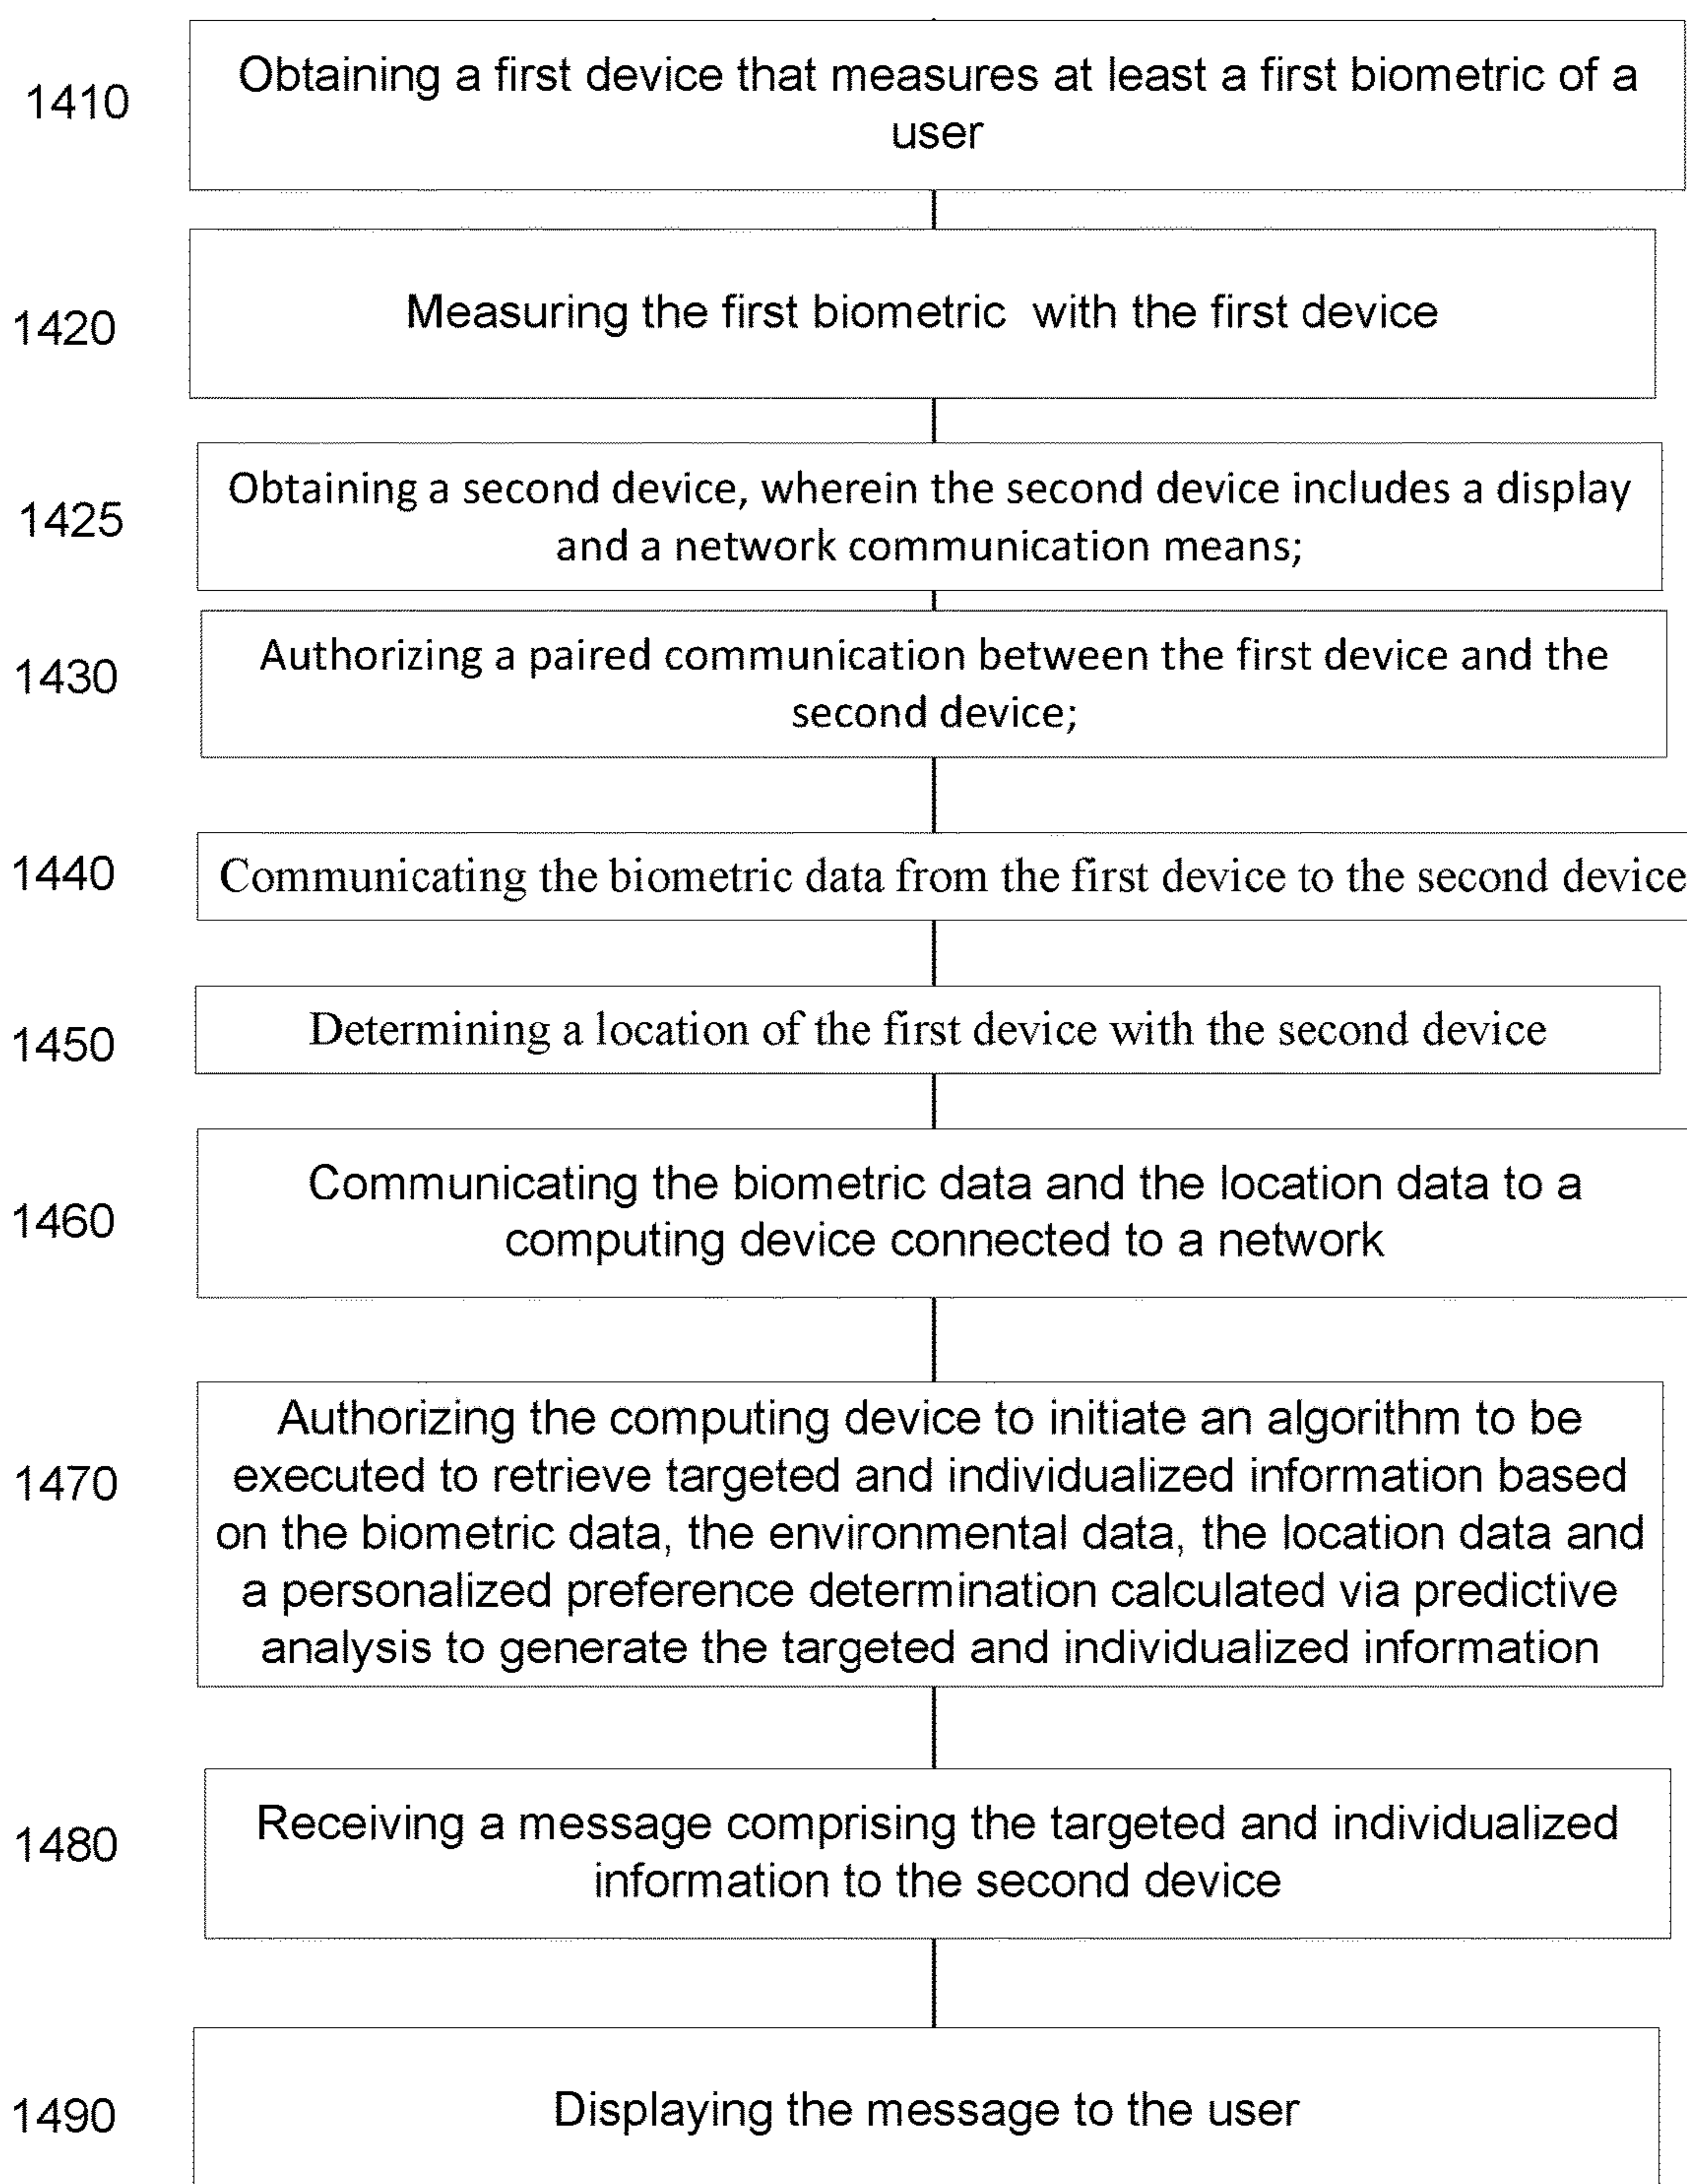 1410
Obtaining a first device that measures at least a first biometric of a
user
1420
Measuring the first biometric with the first device
1425
Obtaining a second device, wherein the second device includes a display
and a network communication means;
1430
Authorizing a paired communication between the first device and the
second device;
1440
Communicating the biometric data from the first device to the second device
1450
Determining a location of the first device with the second device
1460
Communicating the biometric data and the location data to a
computing device connected to a network
1470
Authorizing the computing device to initiate an algorithm to be
executed to retrieve targeted and individualized information based
on the biometric data, the environmental data, the location data and
a personalized preference determination calculated via predictive
analysis to generate the targeted and individualized information
1480
Receiving a message comprising the targeted and individualized
information to the second device
1490
Displaying the message to the user